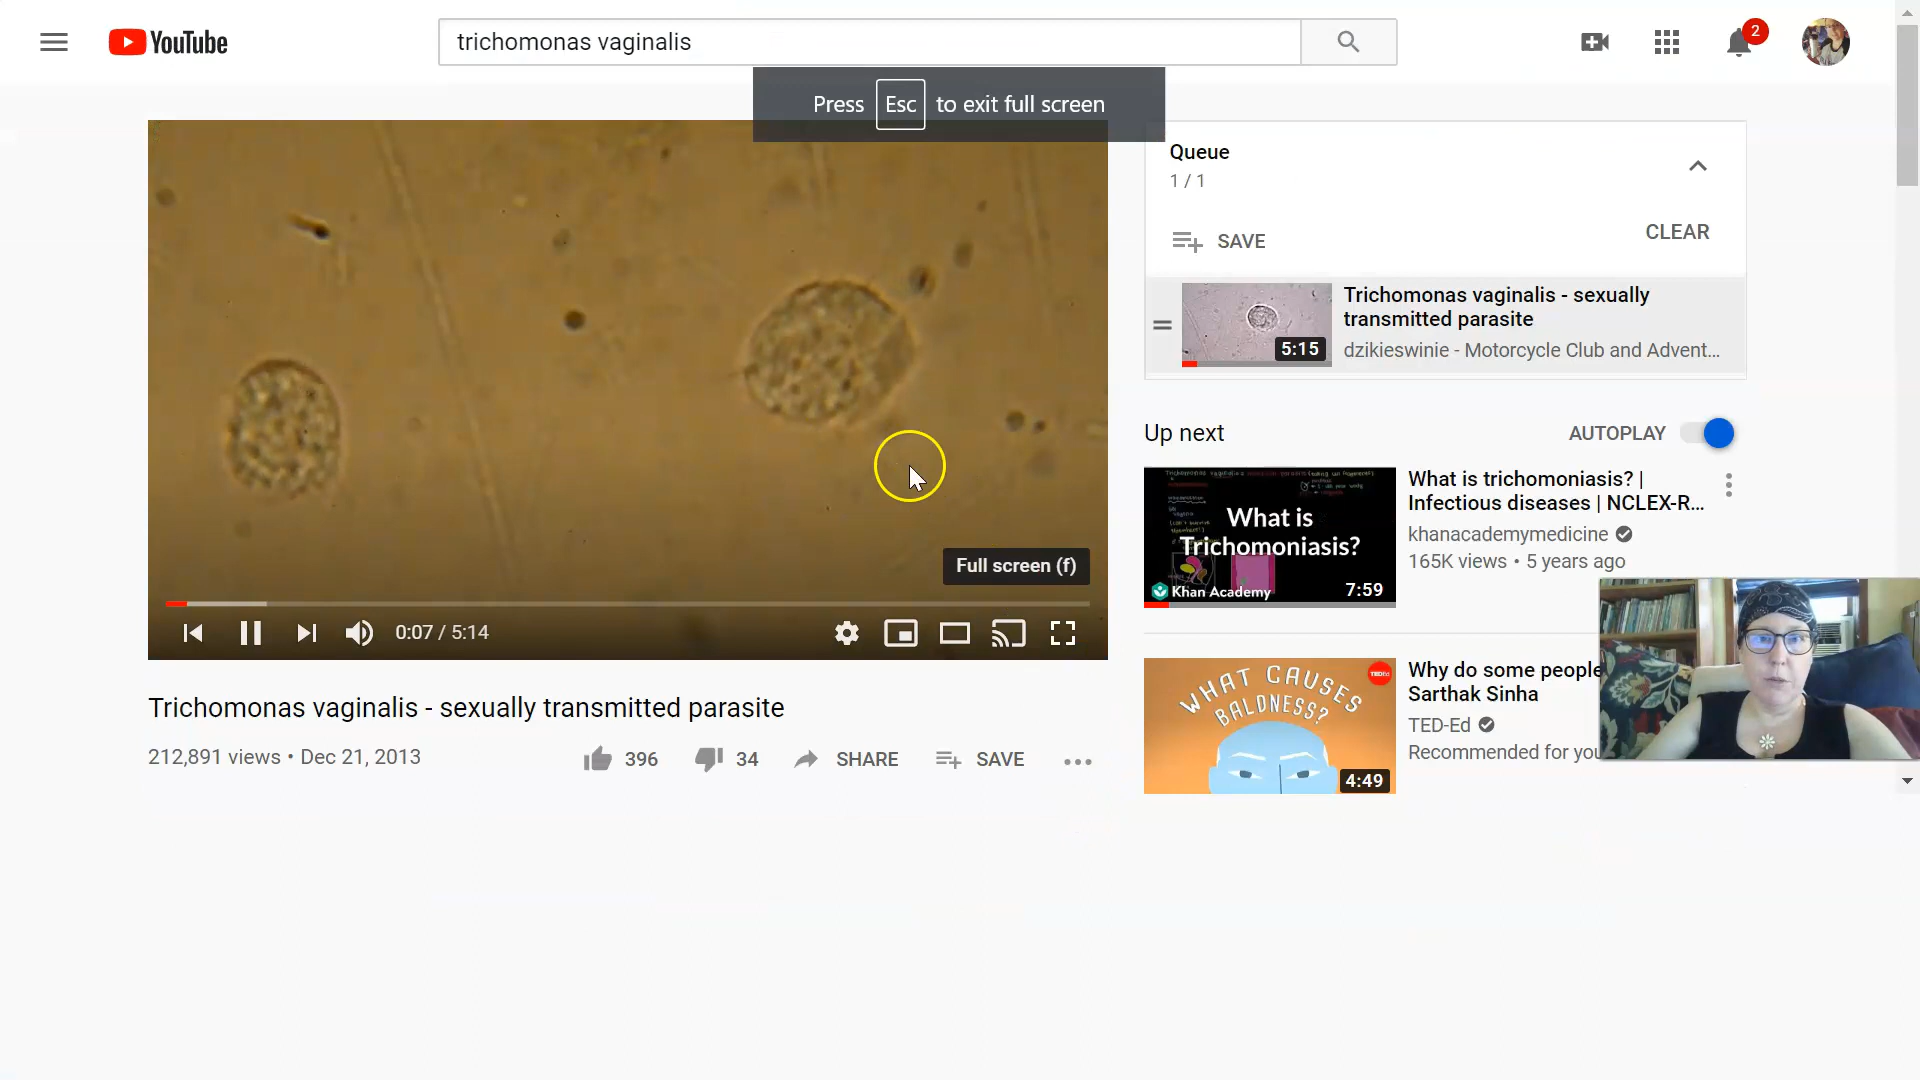 YouTube
trichomonas vaginalis
2
Press Esc to exit full screen
Queue
1 / 1
SAVE
CLEAR
Trichomonas vaginalis - sexually
transmitted parasite
5:15
dzikieswinie - Motorcycle Club and Advent...
Up next
AUTOPLAY
What is
Trichomoniasis?
Khan Academy
7:59
What is trichomoniasis? |
Infectious diseases | NCLEX-R...
khanacademymedicine
165K views • 5 years ago
Full screen (f)
0:07 / 5:14
Trichomonas vaginalis - sexually transmitted parasite
212,891 views • Dec 21, 2013
396
34
SHARE
SAVE
WHAT CAUSES
BALDNESS?
TED-Ed
4:49
Why do some people
Sarthak Sinha
TED-Ed
Recommended for you